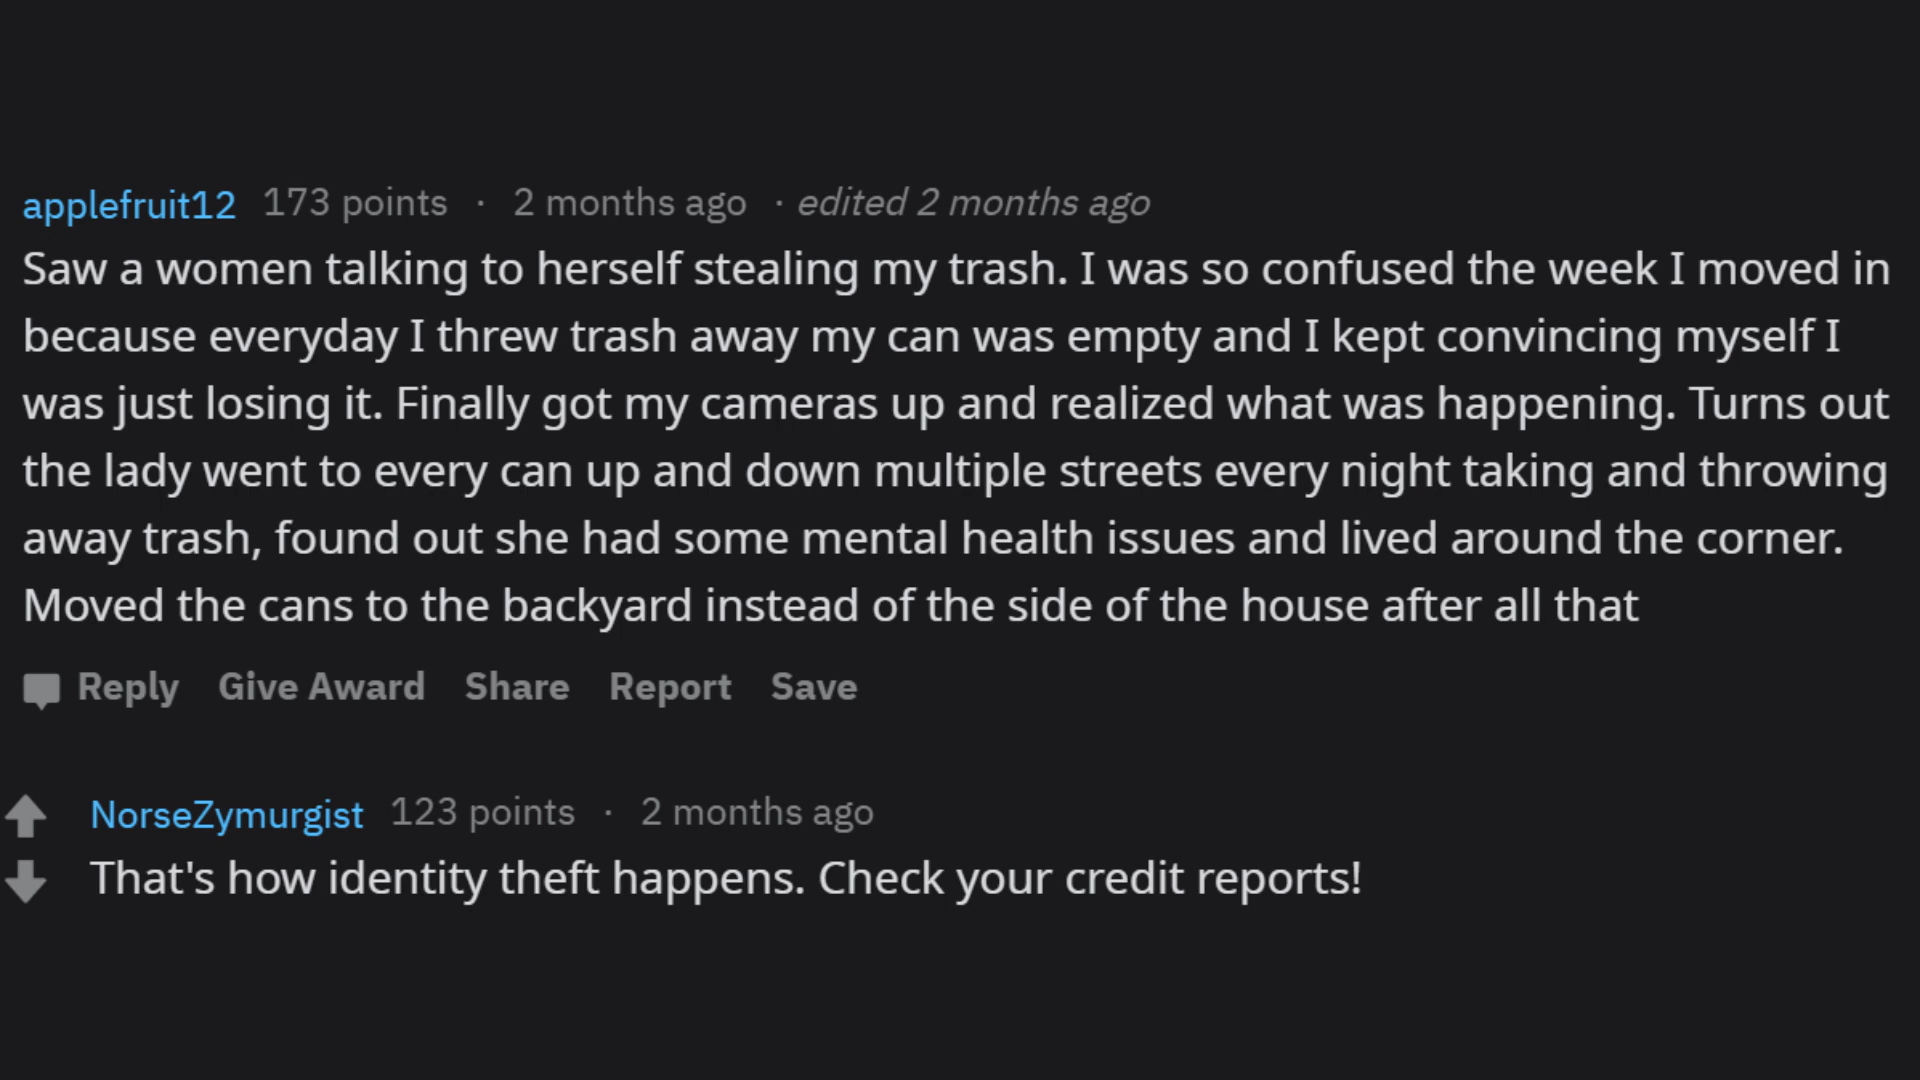 applefruit12 173 points · 2 months ago · edited 2 months ago
Saw a women talking to herself stealing my trash. I was so confused the week I moved in
because everyday I threw trash away my can was empty and I kept convincing myself I
was just losing it. Finally got my cameras up and realized what was happening. Turns out
the lady went to every can up and down multiple streets every night taking and throwing
away trash, found out she had some mental health issues and lived around the corner.
Moved the cans to the backyard instead of the side of the house after all that
Reply Give Award Share Report Save
NorseZymurgist 123 points · 2 months ago
That's how identity theft happens. Check your credit reports!